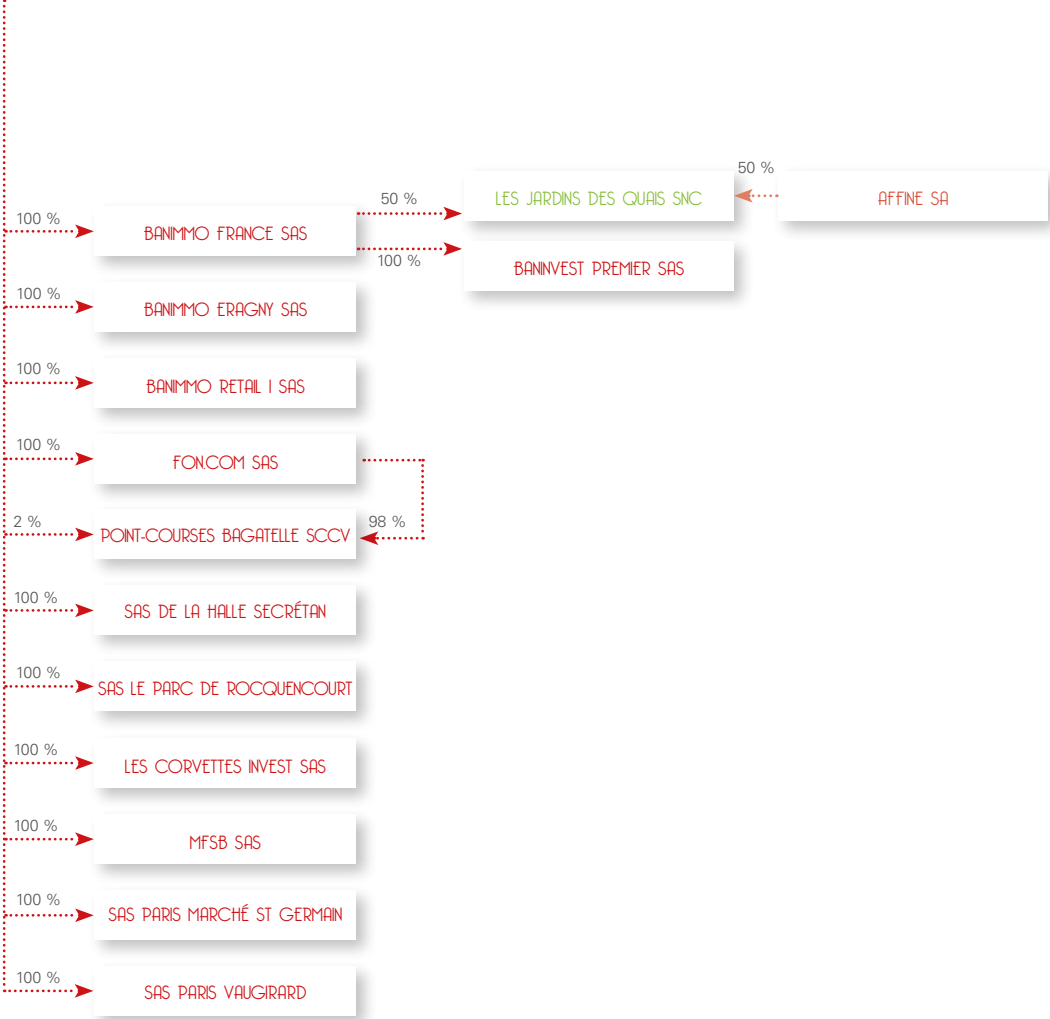 50 %
50 %
LES JARDINS DES QUAIS SNC
AFFINE SA
100 %
BANIMMO FRANCE SAS
100 %
BANINVEST PREMIER SAS
100 %
BANIMMO ERAGNY SAS
100 %
BANIMMO RETAIL I SAS
100 %
FON.COM SAS
2 %
POINT-COURSES BAGATELLE SCCV
98 %
100 %
SAS DE LA HALLE SECRÉTAN
100 %
SAS LE PARC DE ROCQUENCOURT
100 %
LES CORVETTES INVEST SAS
100 %
MFSB SAS
100 %
SAS PARIS MARCHÉ ST GERMAIN
100 %
SAS PARIS VAUGIRARD